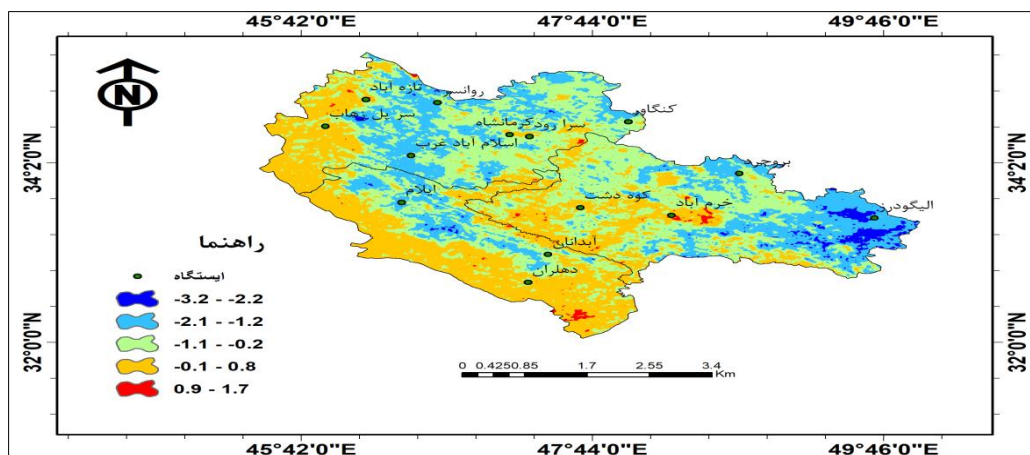 45°42'0"E 47°44'0"E 49°46'0"E
34°2'0"N
32°0'0"N
34°2'0"N
32°0'0"N
N
تازه آباد
روانسر
سر پل زهاب
کرمانشاه
سرا رود
کنگاور
اسلام آباد غرب
بروجرد
ایلام
کوه دشت
خرم آباد
الیگودرز
آبدانان
دهلران
راهنما
ایستگاه
-3.2 - -2.2
-2.1 - -1.2
-1.1 - -0.2
-0.1 - 0.8
0.9 - 1.7
0 0.4250.85 1.7 2.55 3.4
Km
45°42'0"E 47°44'0"E 49°46'0"E